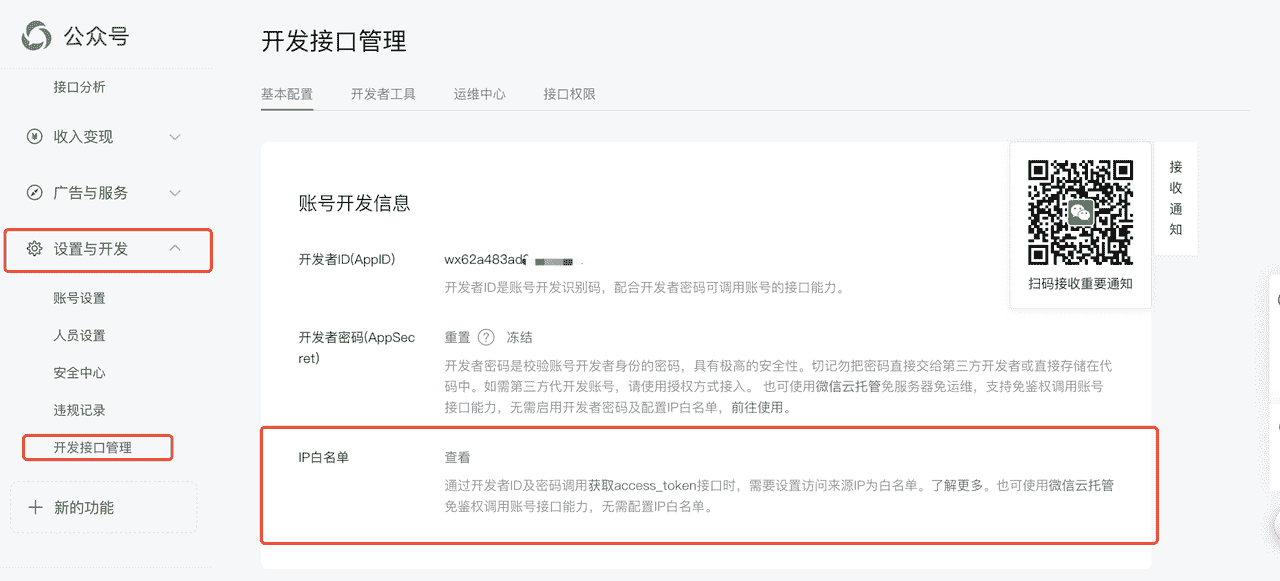 公众号
接口分析
收入变现
广告与服务
设置与开发
账号设置
人员设置
安全中心
违规记录
开发接口管理
新的功能
开发接口管理
基本配置
开发者工具
运维中心
接口权限
账号开发信息
开发者ID(AppID)
wx62a483ad
开发者ID是账号开发识别码，配合开发者密码可调用账号的接口能力。
开发者密码(AppSec
ret)
重置 ? 冻结
开发者密码是校验账号开发者身份的密码，具有极高的安全性。切记勿把密码直接交给第三方开发者或直接存储在代
码中。如需第三方代开发账号，请使用授权方式接入。 也可使用微信云托管免服务器免运维，支持免鉴权调用账号
接口能力，无需启用开发者密码及配置IP白名单，前往使用。
IP白名单
查看
通过开发者ID及密码调用获取access_token接口时，需要设置访问来源IP为白名单。了解更多。也可使用微信云托管
免鉴权调用账号接口能力，无需配置IP白名单。
扫码接收重要通知
接
收
通
知